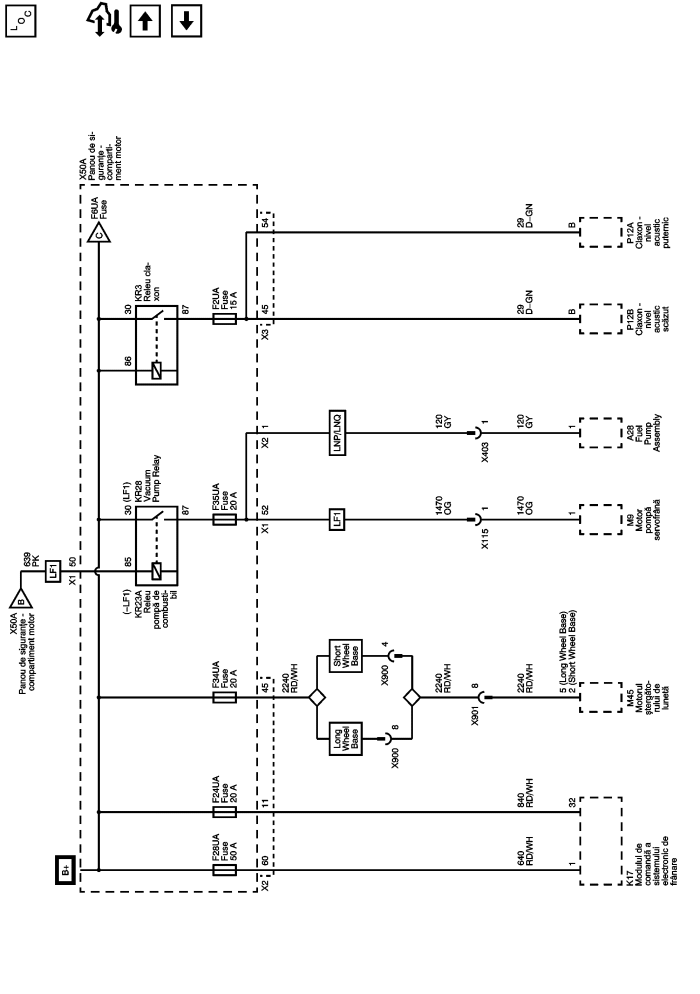 LOC
B+
X50A
Panou de siguranţe -
compartiment motor
B
639
PK
LF1
50
X1
X50A
Panou de si-
guranţe -
comparti-
ment motor
F6UA
Fuse
C
F28UA
Fuse
50 A
60
X2
640
RD/WH
1
K17
Modulul de
comandă a
sistemului
electronic de
frânare
F24UA
Fuse
20 A
11
840
RD/WH
32
F34UA
Fuse
20 A
45
2240
RD/WH
Long
Wheel
Base
8
X900
Short
Wheel
Base
4
X900
2240
RD/WH
8
X901
2240
RD/WH
5 (Long Wheel Base)
2 (Short Wheel Base)
M45
Motorul
ştergăto-
rului de
lunetă
(–LF1)
KR23A
Releu
pompă de
combusti-
bil
85
30
(LF1)
KR28
Vacuum
Pump Relay
87
F35UA
Fuse
20 A
52
X1
LF1
1470
OG
1
X115
1470
OG
1
M9
Motor
pompă
servofrână
1
X2
LNP/LNQ
120
GY
1
X403
120
GY
1
A28
Fuel
Pump
Assembly
86
30
KR3
Releu cla-
xon
87
F2UA
Fuse
15 A
45
X3
29
D–GN
B
P12B
Claxon -
nivel
acustic
scăzut
54
29
D–GN
B
P12A
Claxon -
nivel
acustic
puternic